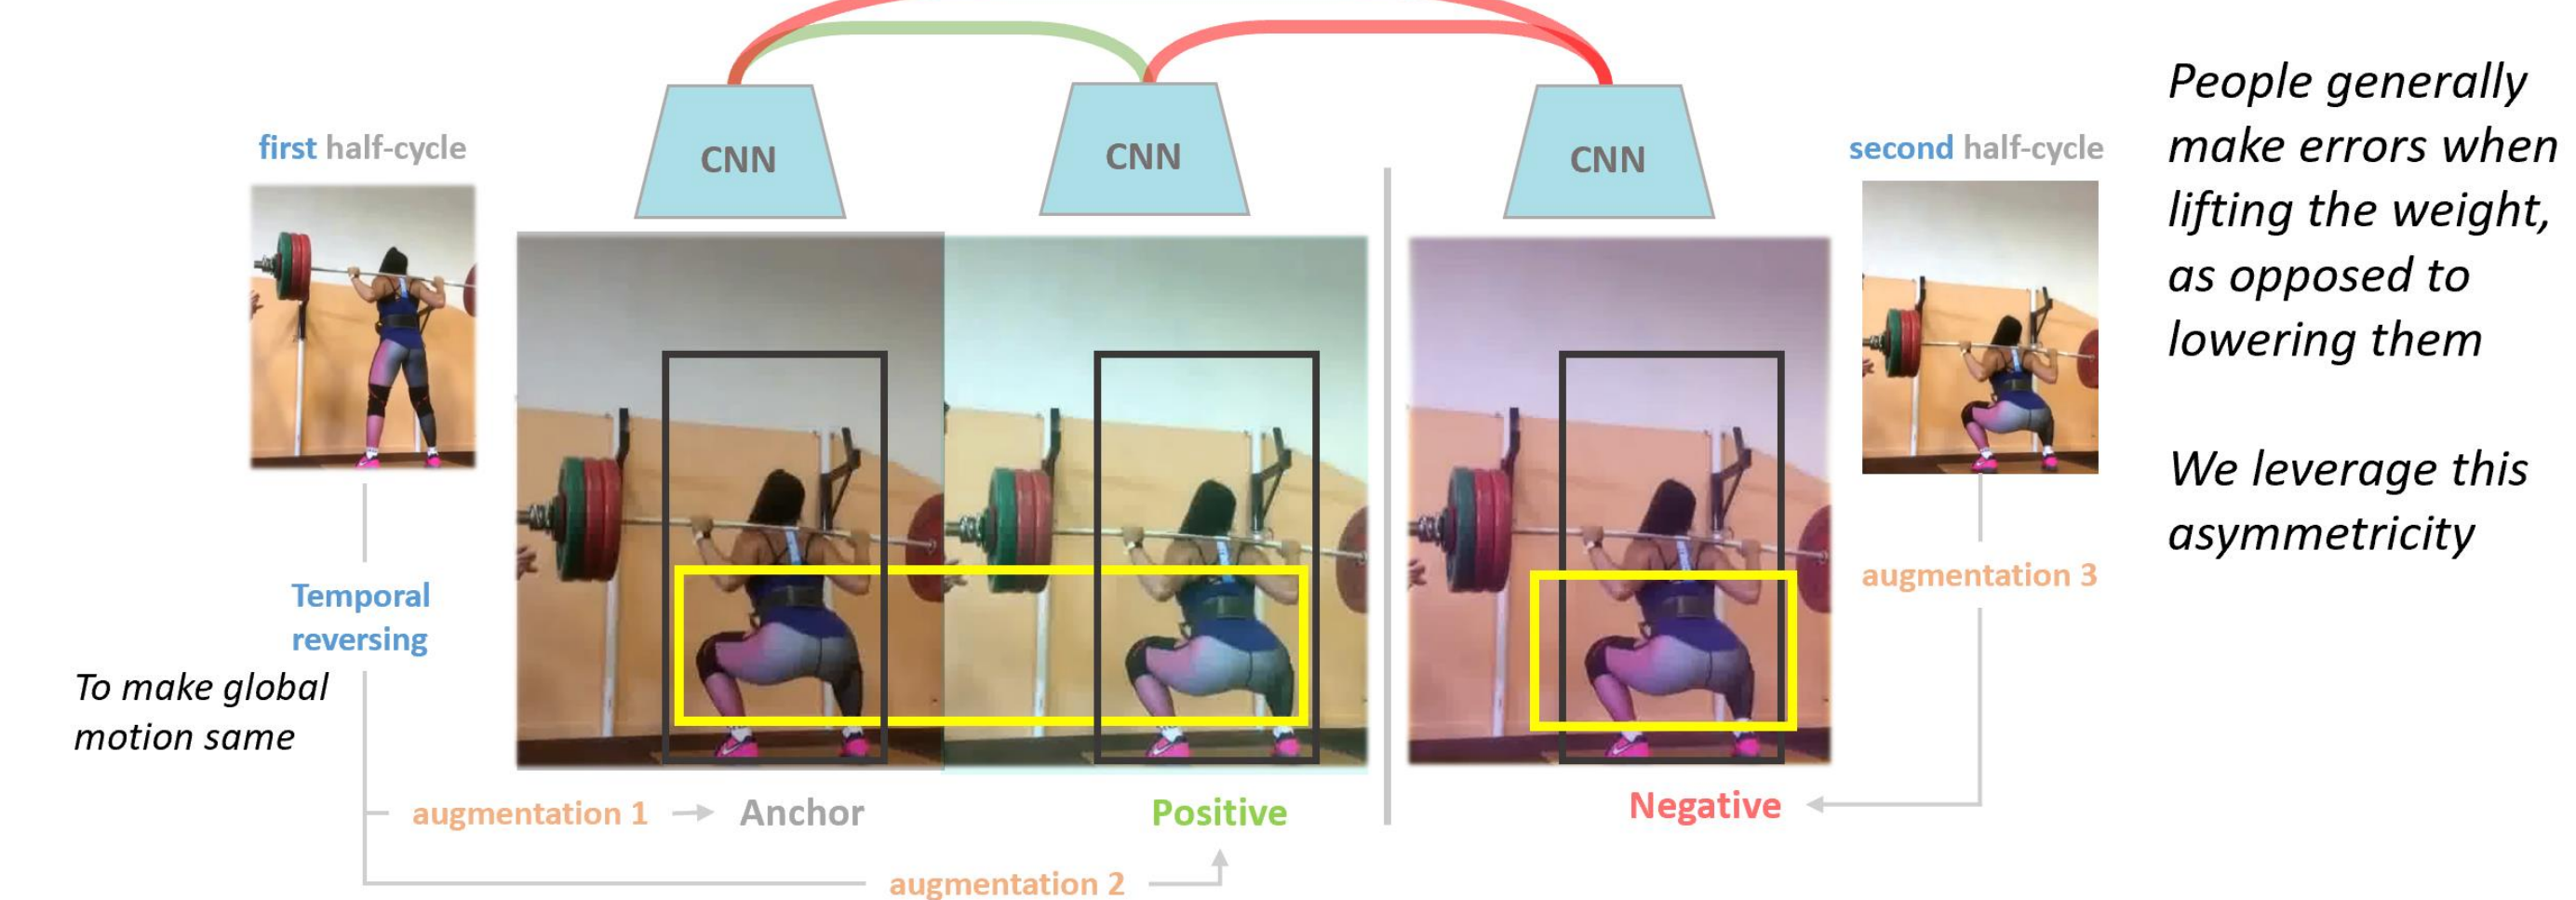 first half-cycle
Temporal
reversing
To make global
motion same
CNN
CNN
CNN
augmentation 1
Anchor
Positive
augmentation 2
Negative
second half-cycle
augmentation 3
People generally
make errors when
lifting the weight,
as opposed to
lowering them
We leverage this
asymmetricity